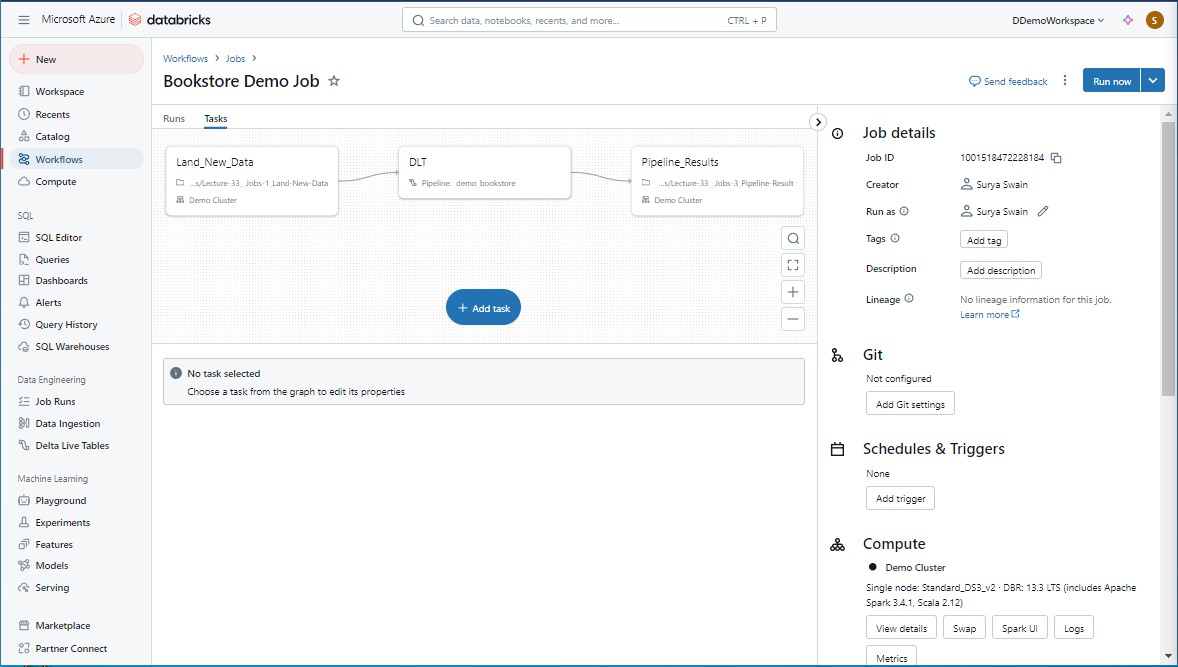 Microsoft Azure databricks
Search data, notebooks, recents, and more... CTRL + P
DDemoWorkspace
S
New
Workspace
Recents
Catalog
Workflows
Compute
SQL
SQL Editor
Queries
Dashboards
Alerts
Query History
SQL Warehouses
Data Engineering
Job Runs
Data Ingestion
Delta Live Tables
Machine Learning
Playground
Experiments
Features
Models
Serving
Marketplace
Partner Connect
Workflows > Jobs >
Bookstore Demo Job
Send feedback
Run now
Runs Tasks
Land_New_Data
...s/Lecture-33_ Jobs-1_Land-New-Data
Demo Cluster
DLT
Pipeline: demo_bookstore
Pipeline_Results
...s/Lecture-33_ Jobs-3_Pipeline-Result
Demo Cluster
+ Add task
No task selected
Choose a task from the graph to edit its properties
Job details
Job ID 1001518472228184
Creator Surya Swain
Run as Surya Swain
Tags Add tag
Description Add description
Lineage No lineage information for this job.
Learn more
Git
Not configured
Add Git settings
Schedules & Triggers
None
Add trigger
Compute
Demo Cluster
Single node: Standard_DS3_v2 · DBR: 13.3 LTS (includes Apache
Spark 3.4.1, Scala 2.12)
View details Swap Spark UI Logs
Metrics